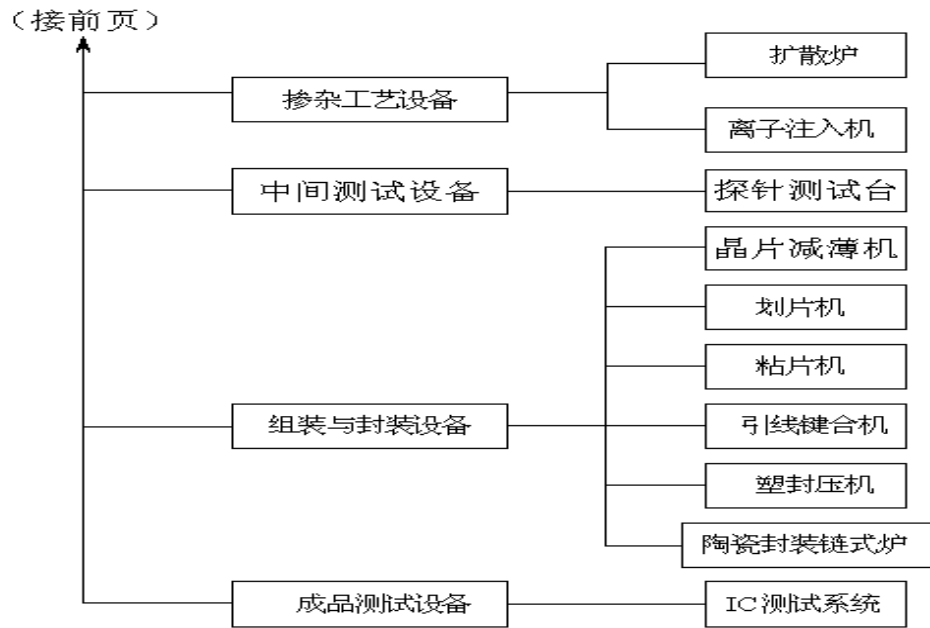 （接前页）
掺杂工艺设备
扩散炉
离子注入机
中间测试设备
探针测试台
组装与封装设备
晶片减薄机
划片机
粘片机
引线键合机
塑封压机
陶瓷封装链式炉
成品测试设备
IC测试系统